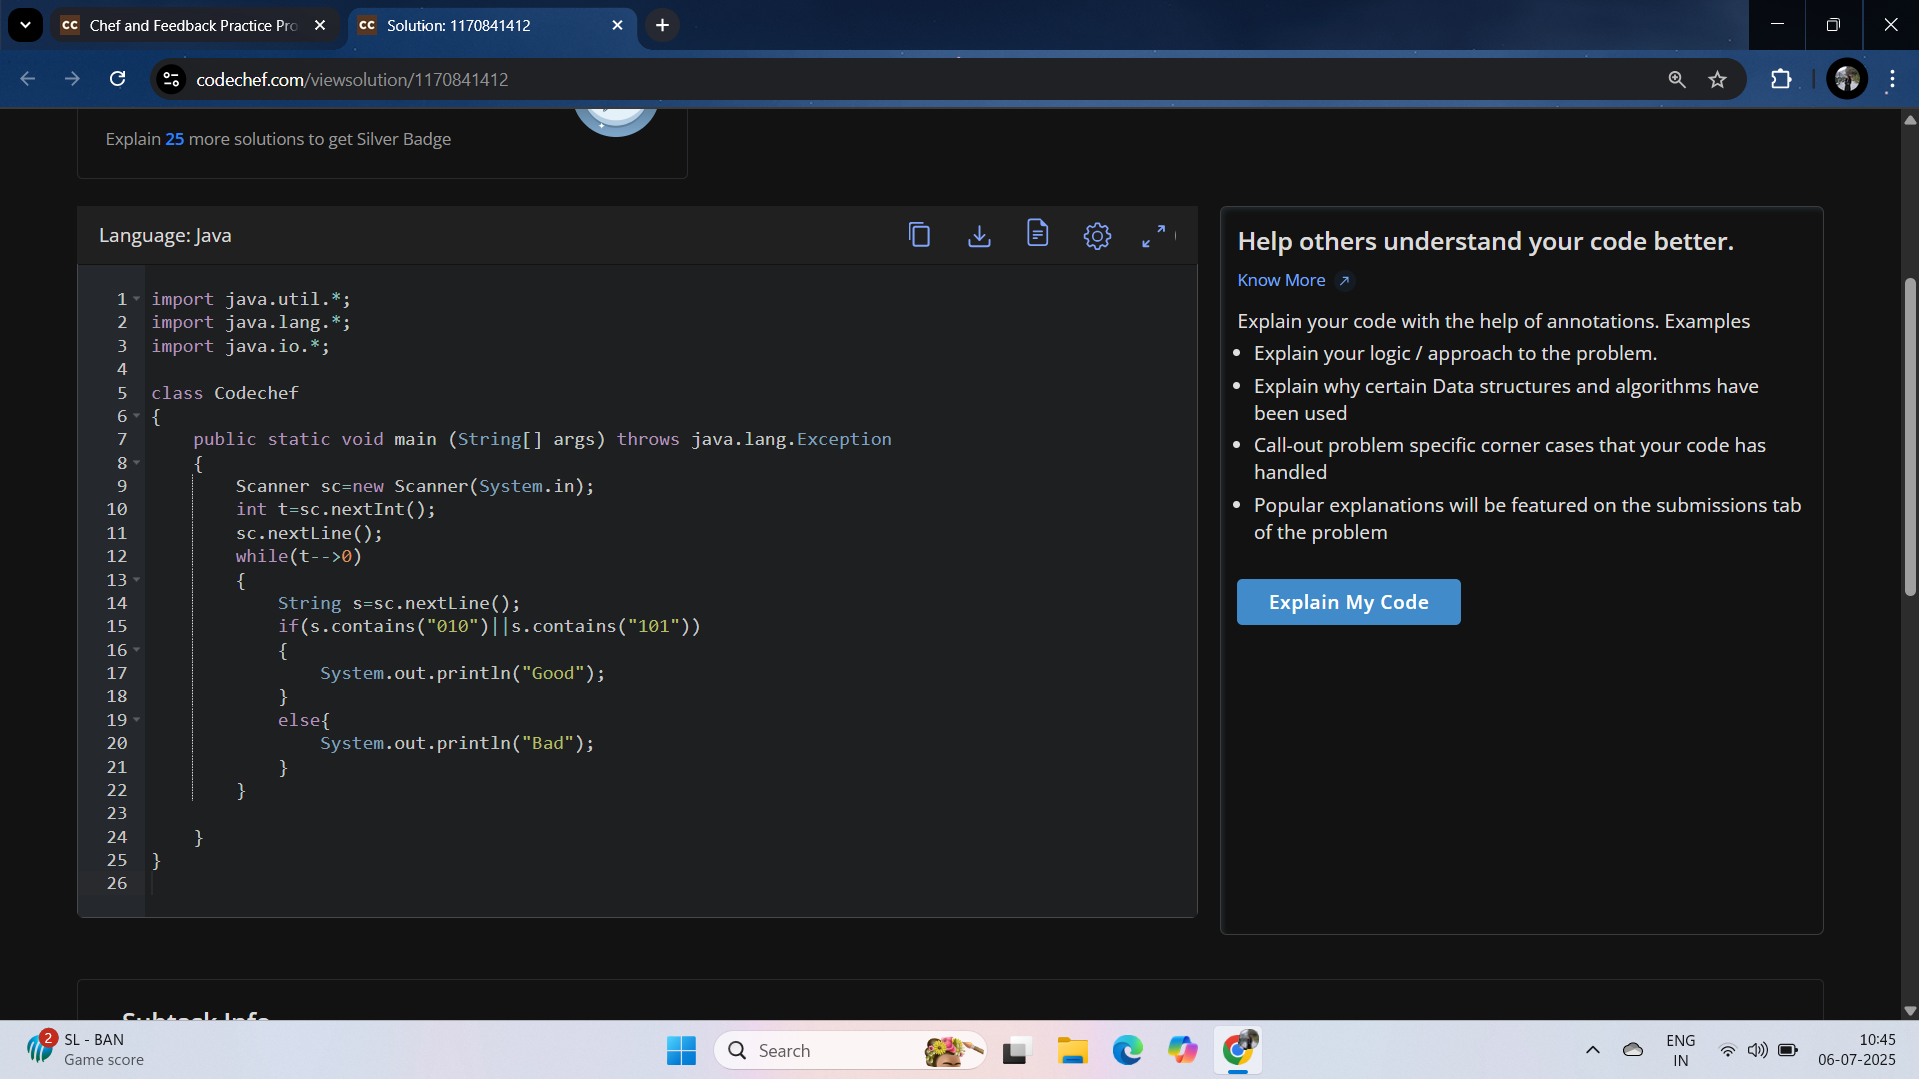 CC Chef and Feedback Practice Pro
CC Solution: 1170841412
codechef.com/viewsolution/1170841412
Explain 25 more solutions to get Silver Badge
Language: Java
1 import java.util.*;
2 import java.lang.*;
3 import java.io.*;
4
5 class Codechef
6 {
7 public static void main (String[] args) throws java.lang.Exception
8 {
9 Scanner sc=new Scanner(System.in);
10 int t=sc.nextInt();
11 sc.nextLine();
12 while(t-->0)
13 {
14 String s=sc.nextLine();
15 if(s.contains("010")||s.contains("101"))
16 {
17 System.out.println("Good");
18 }
19 else{
20 System.out.println("Bad");
21 }
22 }
23
24 }
25 }
26
Help others understand your code better.
Know More
Explain your code with the help of annotations. Examples
Explain your logic / approach to the problem.
Explain why certain Data structures and algorithms have
been used
Call-out problem specific corner cases that your code has
handled
Popular explanations will be featured on the submissions tab
of the problem
Explain My Code
Subtask Info
2
SL - BAN
Game score
Search
ENG
IN
10:45
06-07-2025